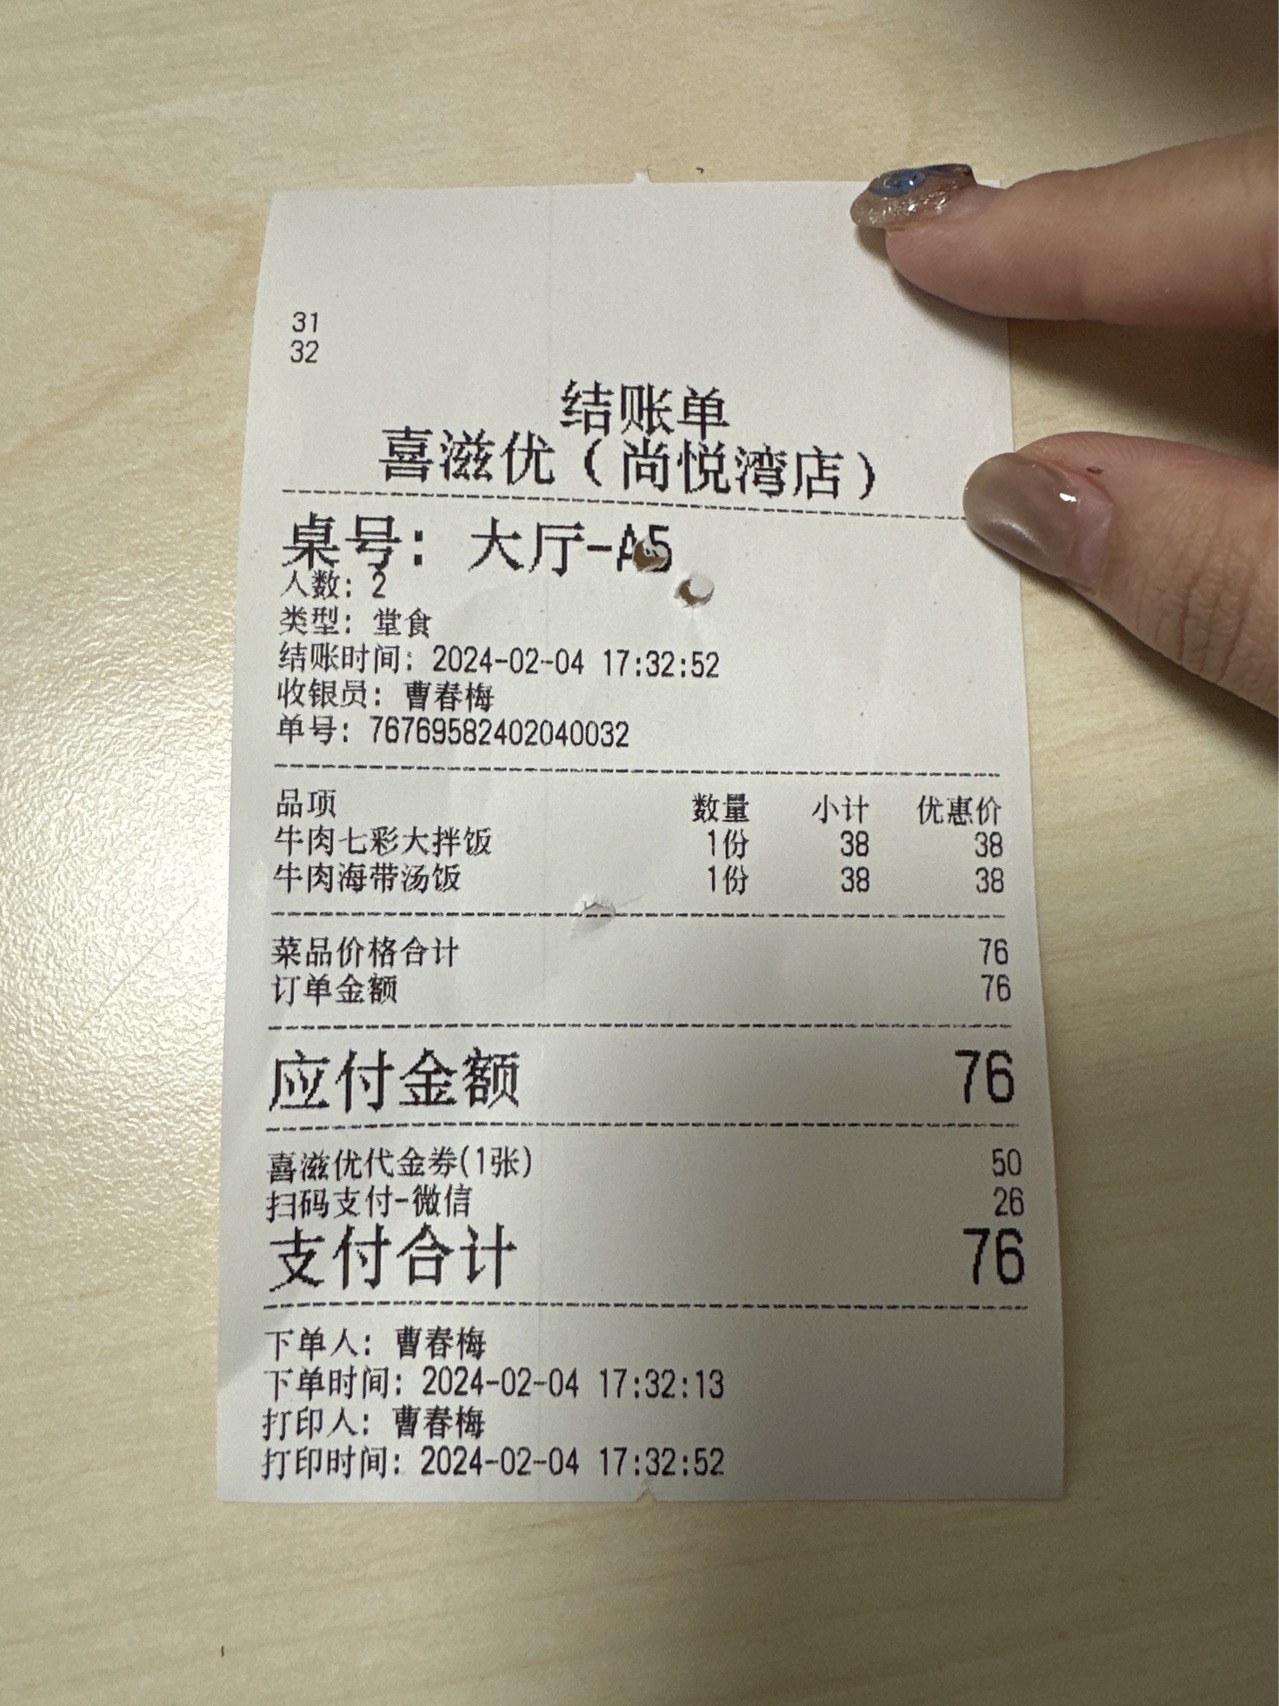 31
32
结账单
喜滋优（尚悦湾店）
桌号：大厅-A5
人数：2
类型：堂食
结账时间：2024-02-04 17:32:52
收银员：曹春梅
单号：76769582402040032
品项 数量 小计 优惠价
牛肉七彩大拌饭 1份 38 38
牛肉海带汤饭 1份 38 38
菜品价格合计 76
订单金额 76
应付金额 76
喜滋优代金券(1张) 50
扫码支付-微信 26
支付合计 76
下单人：曹春梅
下单时间：2024-02-04 17:32:13
打印人：曹春梅
打印时间：2024-02-04 17:32:52